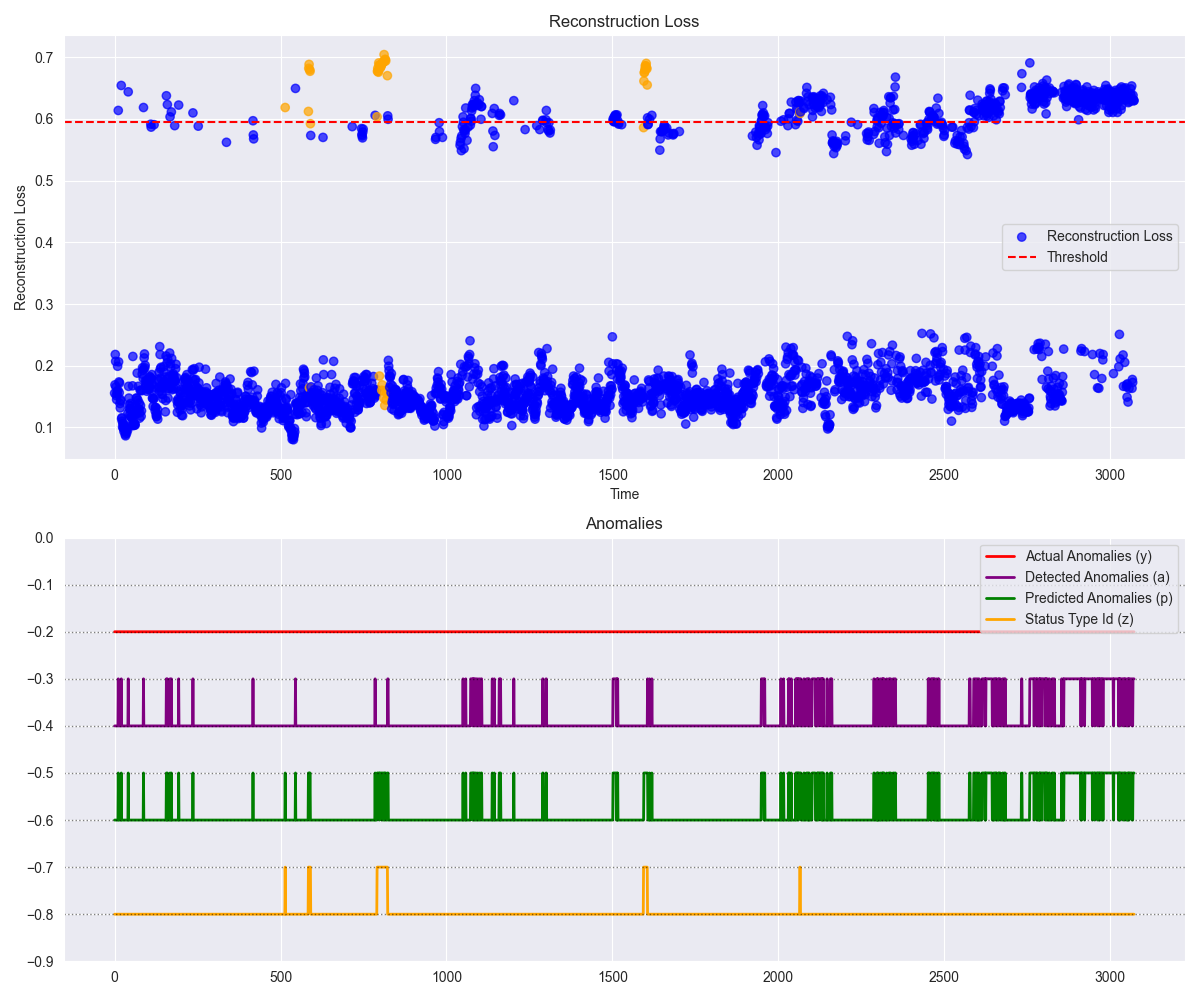 Reconstruction Loss
0.7
0.6
0.5
0.4
0.3
0.2
0.1
Reconstruction Loss
Reconstruction Loss
Threshold
0 500 1000 1500 2000 2500 3000
Time
Anomalies
0.0
−0.1
−0.2
−0.3
−0.4
−0.5
−0.6
−0.7
−0.8
−0.9
Actual Anomalies (y)
Detected Anomalies (a)
Predicted Anomalies (p)
Status Type Id (z)
0 500 1000 1500 2000 2500 3000